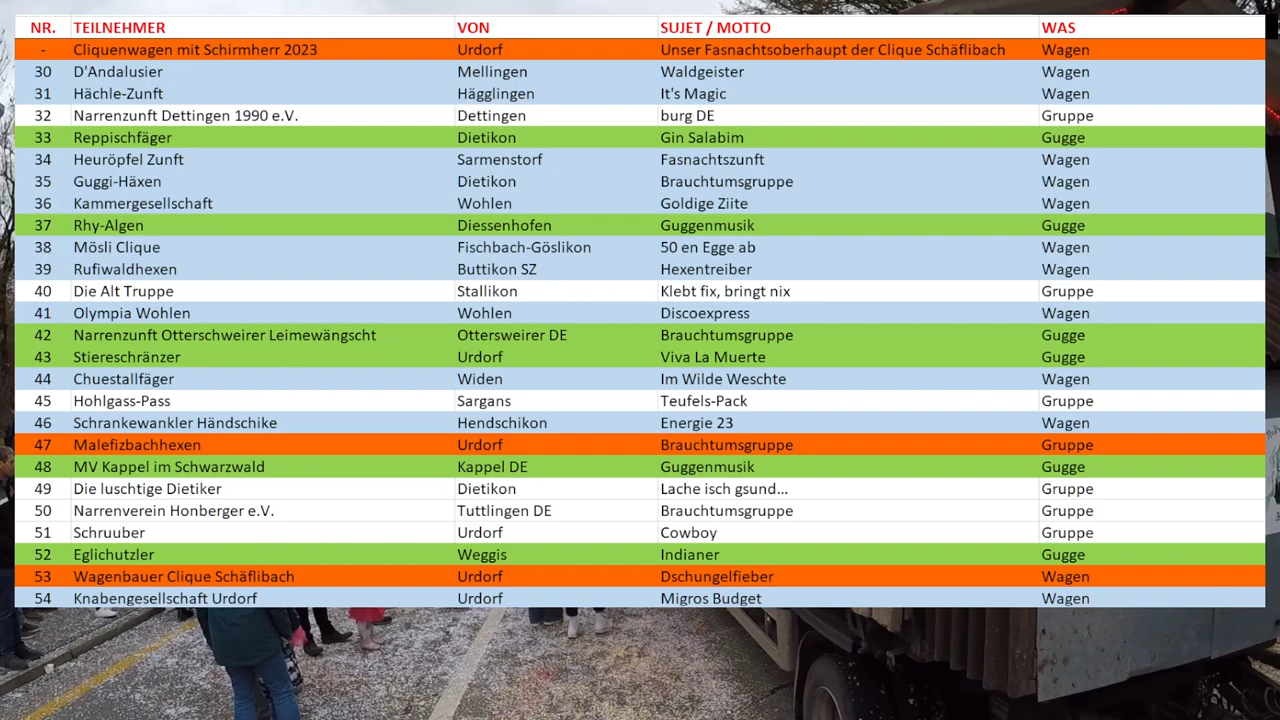 NR. TEILNEHMER VON SUJET / MOTTO WAS
- Cliquenwagen mit Schirmherr 2023 Urdorf Unser Fasnachtsoberhaupt der Clique Schäflibach Wagen
30 D'Andalusier Mellingen Waldgeister Wagen
31 Hächle-Zunft Hägglingen It's Magic Wagen
32 Narrenzunft Dettingen 1990 e.V. Dettingen burg DE Gruppe
33 Reppischfäger Dietikon Gin Salabim Gugge
34 Heuröpfel Zunft Sarmenstorf Fasnachtszunft Wagen
35 Guggi-Häxen Dietikon Brauchtumsgruppe Wagen
36 Kammergesellschaft Wohlen Goldige Ziite Wagen
37 Rhy-Algen Diessenhofen Guggenmusik Gugge
38 Mösli Clique Fischbach-Göslikon 50 en Egge ab Wagen
39 Rufiwaldhexen Buttikon SZ Hexentreiber Wagen
40 Die Alt Truppe Stallikon Klebt fix, bringt nix Gruppe
41 Olympia Wohlen Wohlen Discoexpress Wagen
42 Narrenzunft Otterschweirer Leimewängscht Ottersweirer DE Brauchtumsgruppe Gugge
43 Stiereschränzer Urdorf Viva La Muerte Gugge
44 Chuestallfäger Widen Im Wilde Weschte Wagen
45 Hohlgass-Pass Sargans Teufels-Pack Gruppe
46 Schrankewankler Händschike Hendschikon Energie 23 Wagen
47 Malefizbachhexen Urdorf Brauchtumsgruppe Gruppe
48 MV Kappel im Schwarzwald Kappel DE Guggenmusik Gugge
49 Die luschtige Dietiker Dietikon Lache isch gsund... Gruppe
50 Narrenverein Honberger e.V. Tuttlingen DE Brauchtumsgruppe Gruppe
51 Schruuber Urdorf Cowboy Gruppe
52 Eglichutzler Weggis Indianer Gugge
53 Wagenbauer Clique Schäflibach Urdorf Dschungelfieber Wagen
54 Knabengesellschaft Urdorf Urdorf Migros Budget Wagen